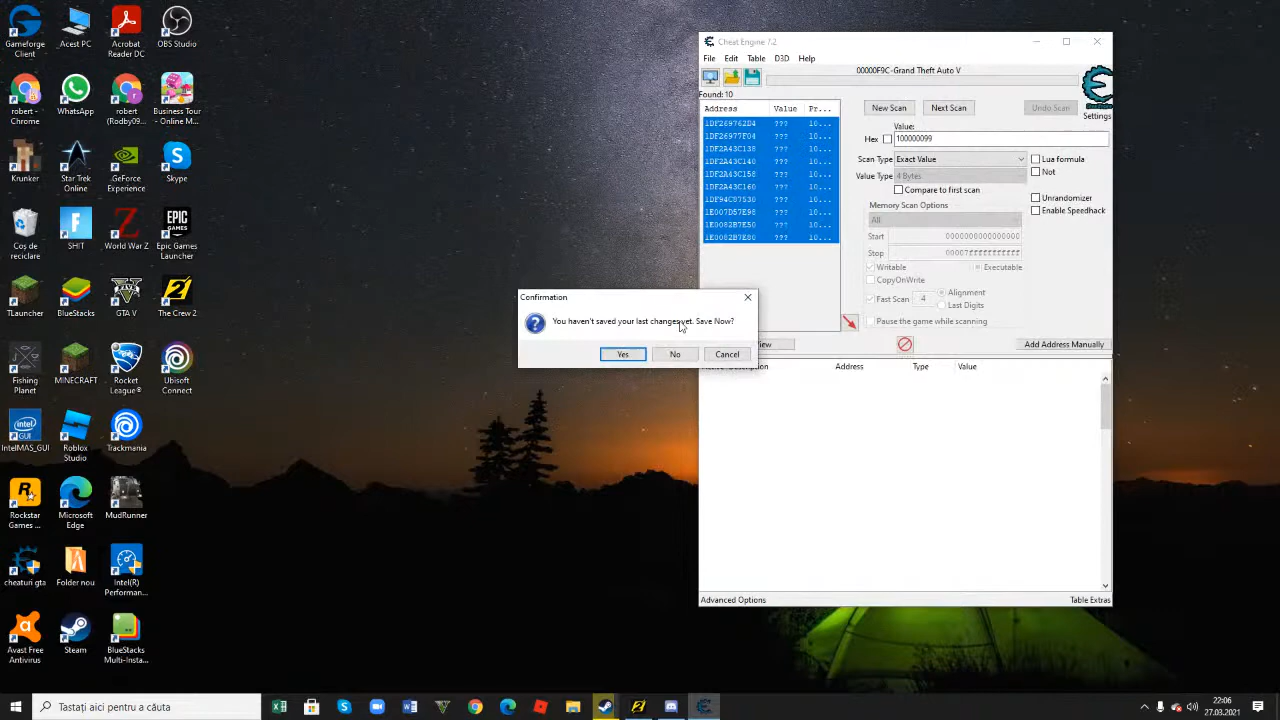 Gameforge
Client
Acest PC
Acrobat
Reader DC
OBS Studio
WhatsApp
robert
(Roby09...
Business Tour
- Online M...
Krunker
Star Trek
Online
GeForce
Experience
Skype
Coș de
reciclare
SHIT
World War Z
Epic Games
Launcher
TLauncher
BlueStacks
GTA V
The Crew 2
Fishing
Planet
MINECRAFT
Rocket
League®
Ubisoft
Connect
IntelMAS_GUI
Roblox
Studio
Trackmania
Rockstar
Games ...
Microsoft
Edge
MudRunner
cheaturi gta
Folder nou
Intel(R)
Performan...
Avast Free
Antivirus
Steam
BlueStacks
Multi-Insta...
Cheat Engine 7.2
File Edit Table D3D Help
00000F9C-Grand Theft Auto V
Found: 10
Address Value Pr...
1DF269762D4 ??? 10...
1DF26977F04 ??? 10...
1DF2A43C138 ??? 10...
1DF2A43C140 ??? 10...
1DF2A43C158 ??? 10...
1DF2A43C160 ??? 10...
1DF94C87530 ??? 10...
1E007D57E98 ??? 10...
1E0082B7E50 ??? 10...
1E0082B7E80 ??? 10...
New Scan Next Scan Undo Scan
Settings
Value:
Hex 100000099
Scan Type Exact Value
Lua formula
Not
Value Type 4 Bytes
Compare to first scan
Unrandomizer
Enable Speedhack
Memory Scan Options
All
Start 0000000000000000
Stop 00007fffffffffff
Writable Executable
CopyOnWrite
Fast Scan 4 Alignment
Last Digits
Pause the game while scanning
View
Add Address Manually
Description Address Type Value
Advanced Options Table Extras
Confirmation
You haven't saved your last changes yet. Save Now?
Yes No Cancel
Tastați aici pentru a căuta
22:06
27.03.2021